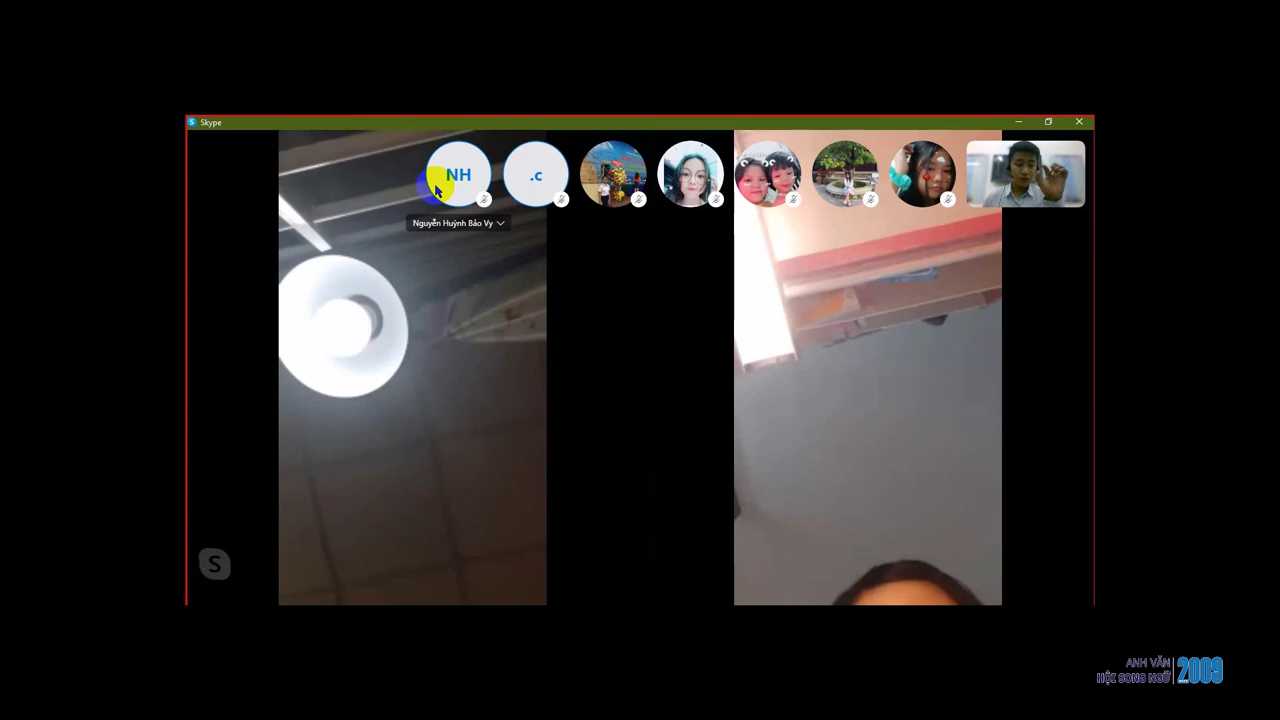 Skype
NH
.c
Nguyễn Huỳnh Bảo Vy
S
ANH VĂN
HỘI SONG NGỮ
2009